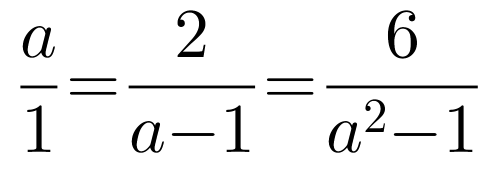 a/1 = 2/(a−1) = 6/(a²−1)